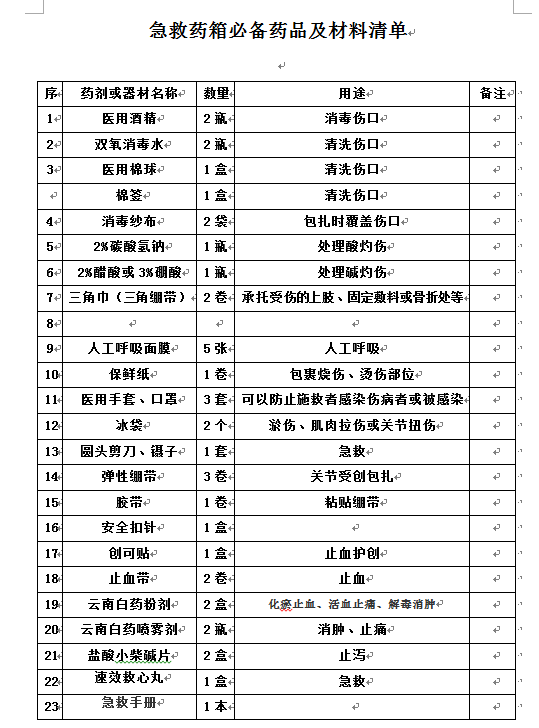 急救药箱必备药品及材料清单
序 药剂或器材名称 数量 用途 备注
1 医用酒精 2 瓶 消毒伤口
2 双氧消毒水 2 瓶 清洗伤口
3 医用棉球 1 盒 清洗伤口
棉签 1 盒 清洗伤口
4 消毒纱布 2 袋 包扎时覆盖伤口
5 2%碳酸氢钠 1 瓶 处理酸灼伤
6 2%醋酸或 3%硼酸 1 瓶 处理碱灼伤
7 三角巾（三角绷带） 2 卷 承托受伤的上肢、固定敷料或骨折处等
8
9 人工呼吸面膜 5 张 人工呼吸
10 保鲜纸 1 卷 包裹烧伤、烫伤部位
11 医用手套、口罩 3 套 可以防止施救者感染伤病者或被感染
12 冰袋 2 个 淤伤、肌肉拉伤或关节扭伤
13 圆头剪刀、镊子 1 套 急救
14 弹性绷带 3 卷 关节受创包扎
15 胶带 1 卷 粘贴绷带
16 安全扣针 1 盒
17 创可贴 1 盒 止血护创
18 止血带 2 卷 止血
19 云南白药粉剂 2 盒 化瘀止血、活血止痛、解毒消肿
20 云南白药喷雾剂 2 瓶 消肿、止痛
21 盐酸小柴碱片 2 盒 止泻
22 速效救心丸 1 盒 急救
23 急救手册 1 本